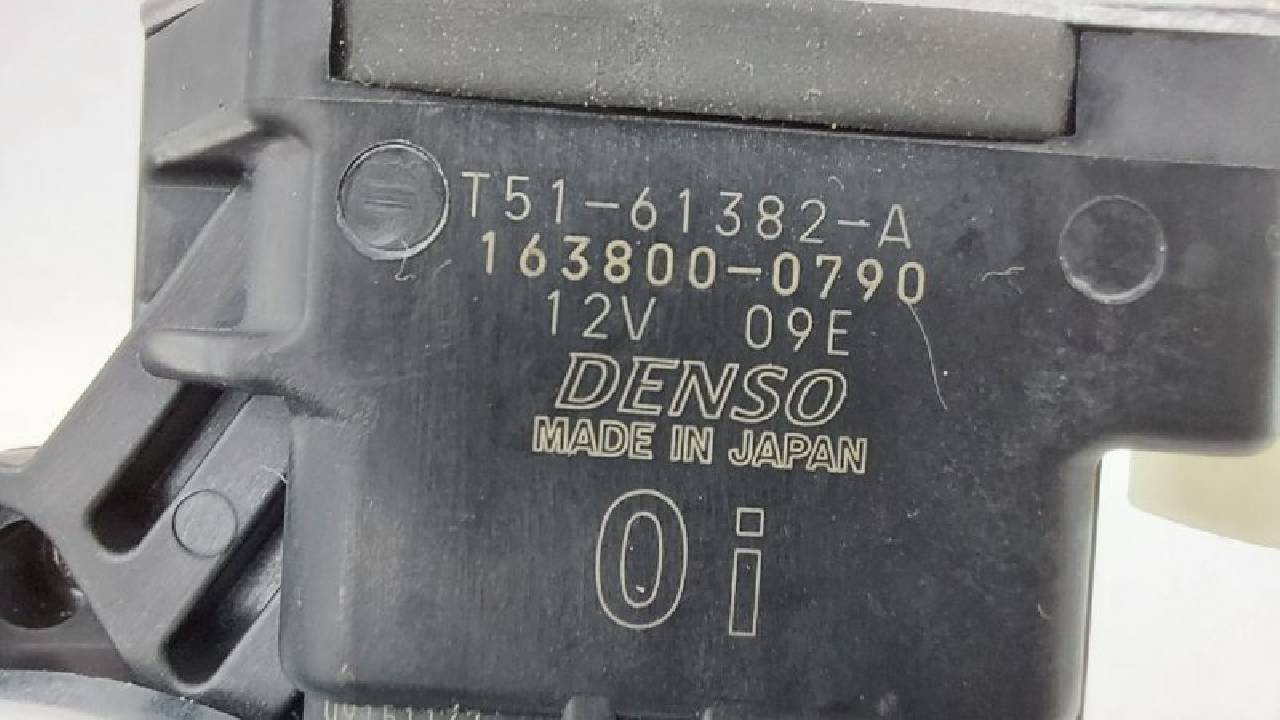 T51-61382-A
163800-0790
12V 09E
DENSO
MADE IN JAPAN
0i